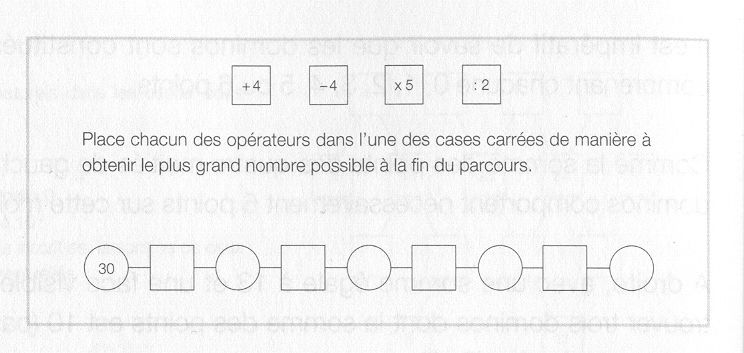 +4 −4 x5 :2
Place chacun des opérateurs dans l'une des cases carrées de manière à
obtenir le plus grand nombre possible à la fin du parcours.
30